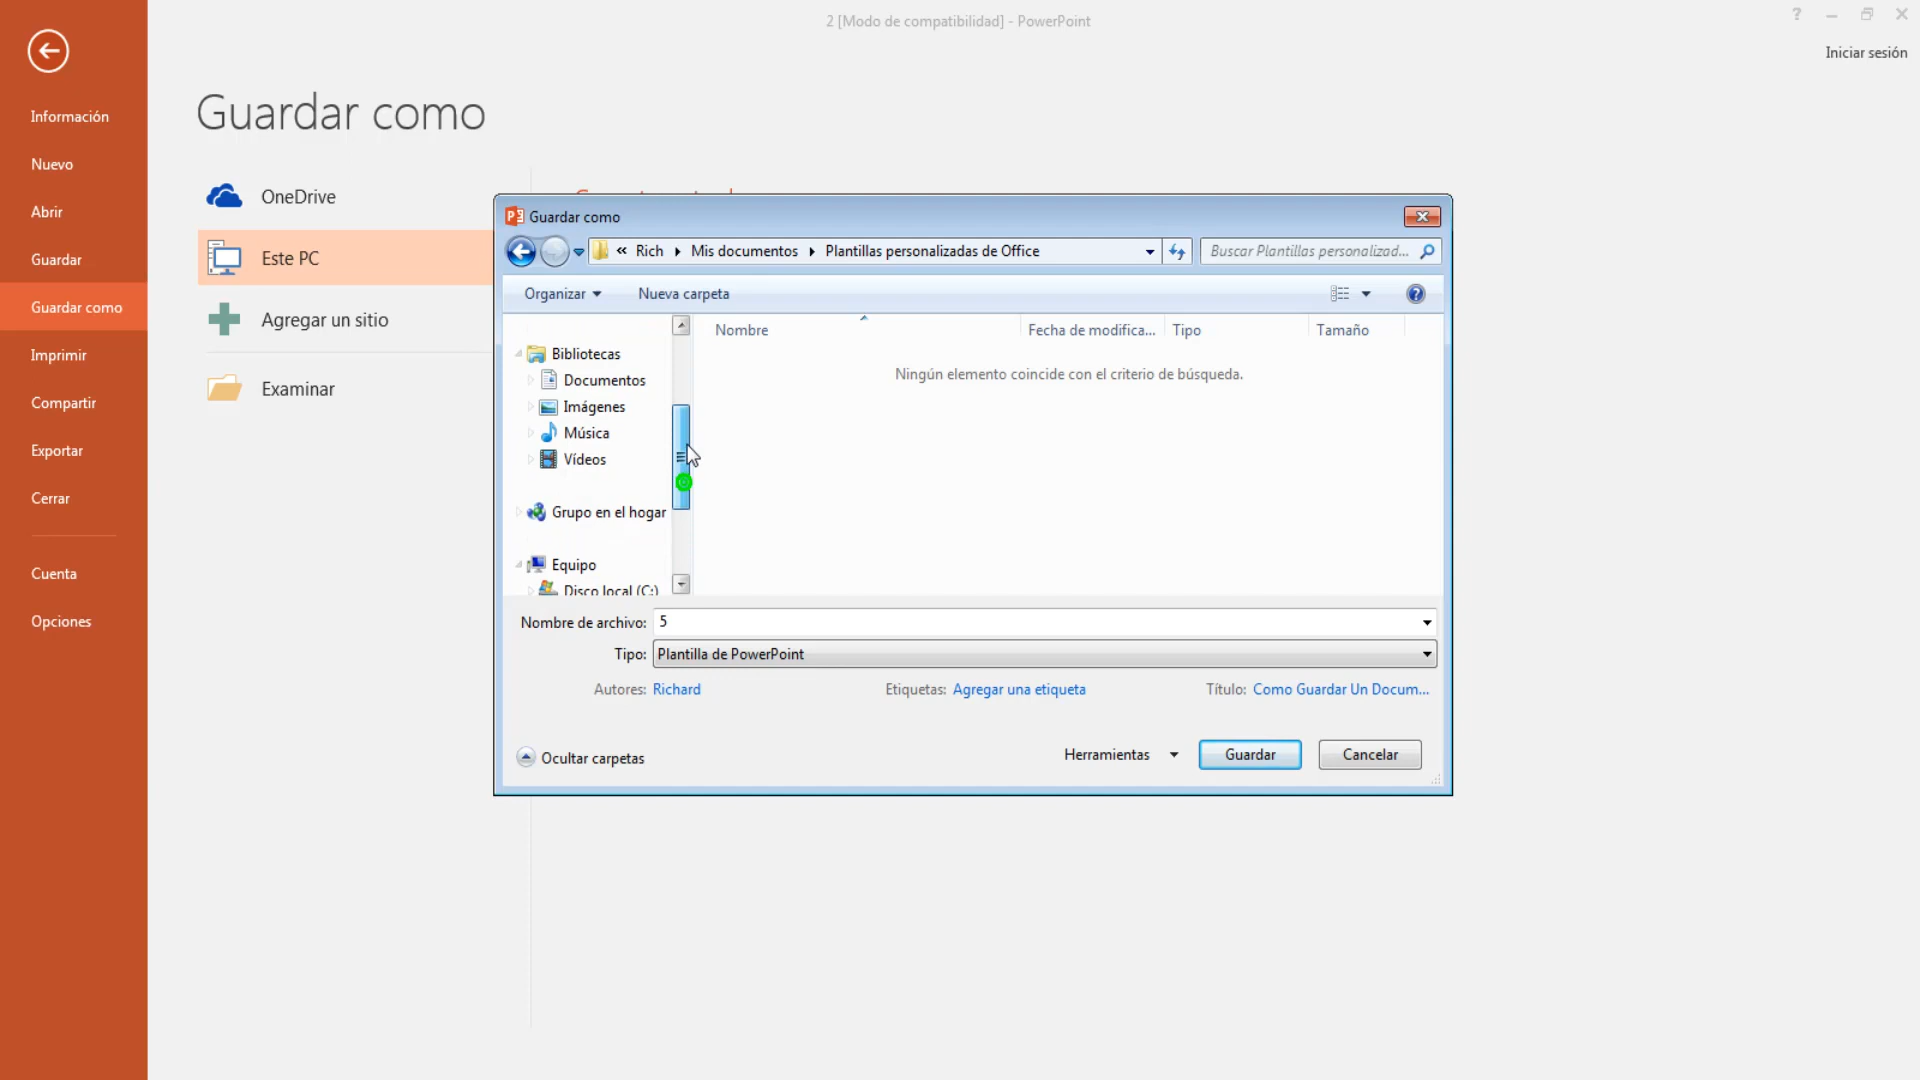 2 [Modo de compatibilidad] - PowerPoint
Iniciar sesión
Información
Nuevo
Abrir
Guardar
Guardar como
Imprimir
Compartir
Exportar
Cerrar
Cuenta
Opciones
Guardar como
OneDrive
Este PC
Agregar un sitio
Examinar
Guardar como
« Rich Mis documentos Plantillas personalizadas de Office
Buscar Plantillas personalizad...
Organizar Nueva carpeta
Nombre Fecha de modifica... Tipo Tamaño
Ningún elemento coincide con el criterio de búsqueda.
Bibliotecas
Documentos
Imágenes
Música
Vídeos
Grupo en el hogar
Equipo
Disco local (C:)
Nombre de archivo: 5
Tipo: Plantilla de PowerPoint
Autores: Richard Etiquetas: Agregar una etiqueta Título: Como Guardar Un Docum...
Ocultar carpetas Herramientas Guardar Cancelar